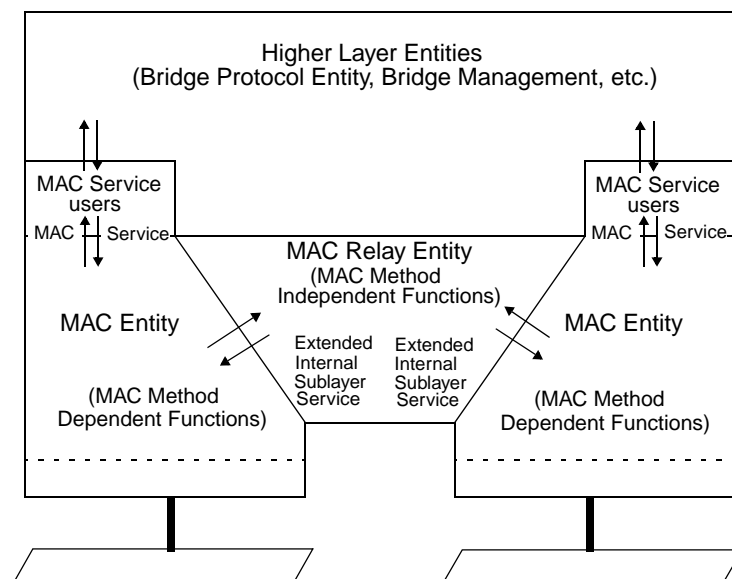 Higher Layer Entities
(Bridge Protocol Entity, Bridge Management, etc.)
MAC Service
users
MAC Service
MAC Service
users
MAC Service
MAC Relay Entity
(MAC Method
Independent Functions)
MAC Entity
(MAC Method
Dependent Functions)
Extended
Internal
Sublayer
Service
Extended
Internal
Sublayer
Service
MAC Entity
(MAC Method
Dependent Functions)